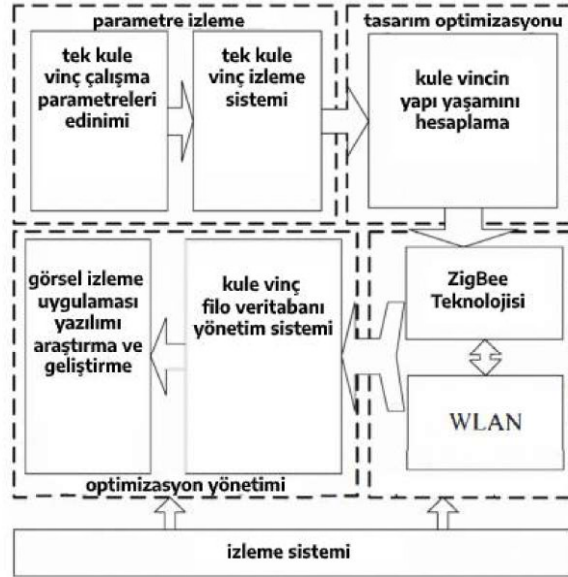 parametre izleme
tek kule
vinç çalışma
parametreleri
edinimi
tek kule
vinç izleme
sistemi
tasarım optimizasyonu
kule vincin
yapı yaşamını
hesaplama
görsel izleme
uygulaması
yazılımı
araştırma ve
geliştirme
kule vinç
filo veritabanı
yönetim sistemi
optimizasyon yönetimi
ZigBee
Teknolojisi
WLAN
izleme sistemi